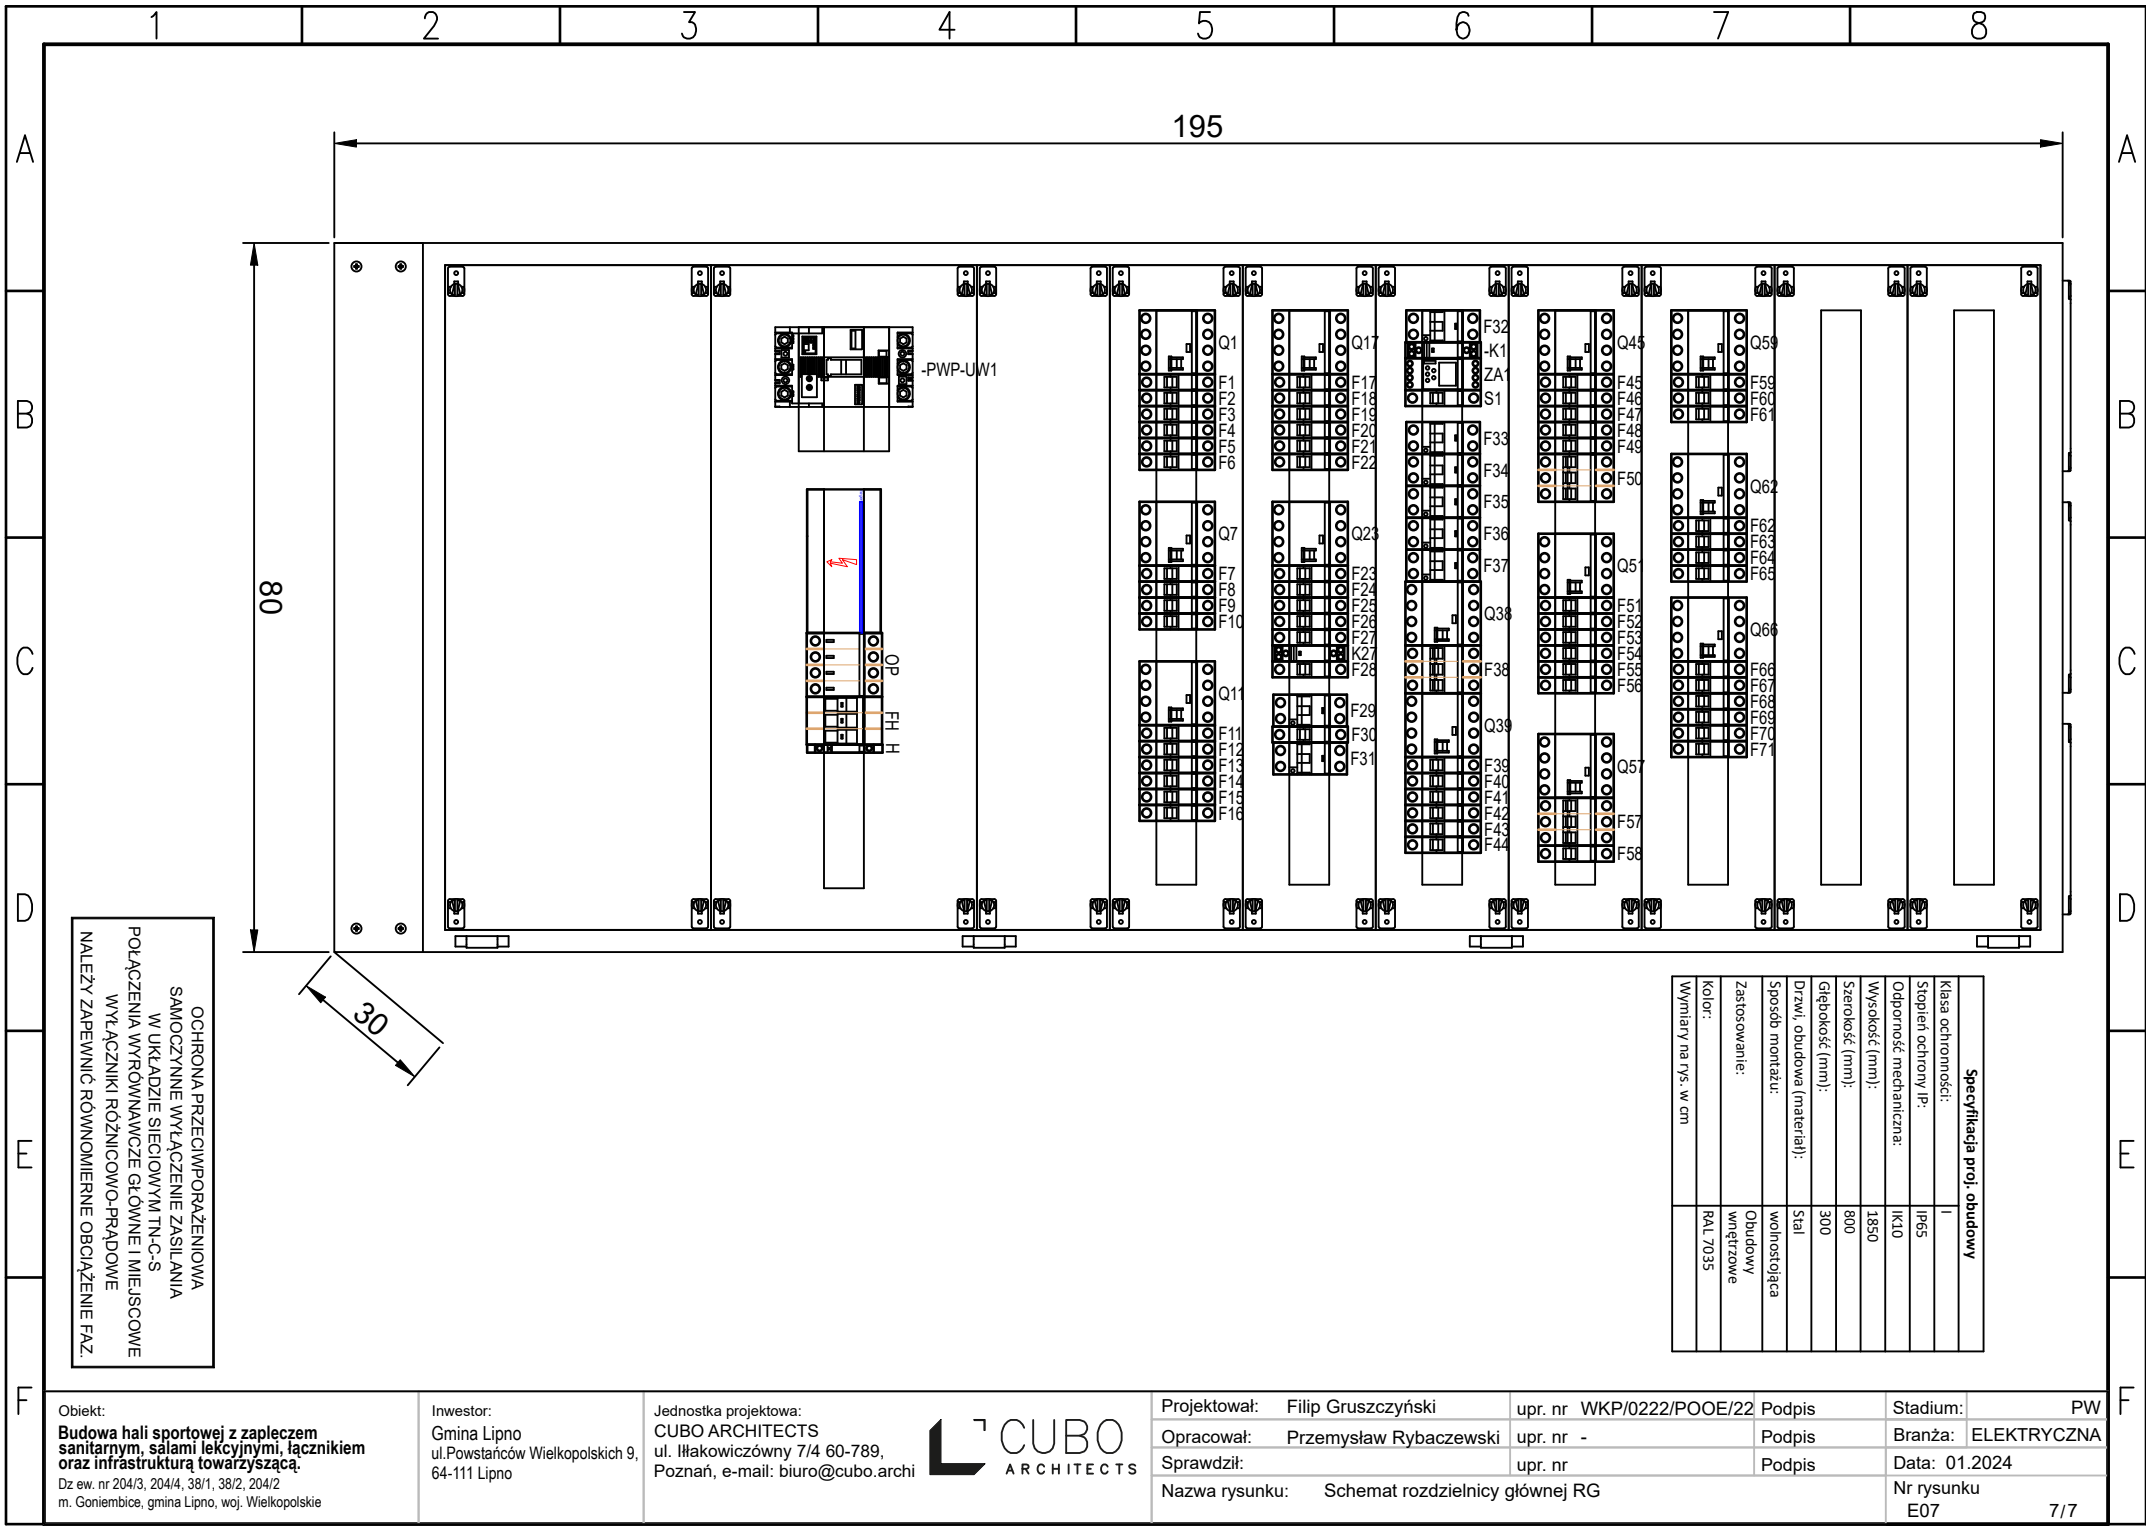 1 2 3 4 5 6 7 8
A A
B B
C C
D D
E E
F F
195
80
30
-PWP-UW1
OP
FH
H
Q1
F1
F2
F3
F4
F5
F6
Q7
F7
F8
F9
F10
Q11
F11
F12
F13
F14
F15
F16
Q17
F17
F18
F19
F20
F21
F22
Q23
F23
F24
F25
F26
F27
K27
F28
F29
F30
F31
F32
-K1
ZA1
S1
F33
F34
F35
F36
F37
Q38
F38
Q39
F39
F40
F41
F42
F43
F44
Q45
F45
F46
F47
F48
F49
F50
Q51
F51
F52
F53
F54
F55
F56
Q57
F57
F58
Q59
F59
F60
F61
Q62
F62
F63
F64
F65
Q66
F66
F67
F68
F69
F70
F71
OCHRONA PRZECIWPORAŻENIOWA
SAMOCZYNNE WYŁĄCZENIE ZASILANIA
W UKŁADZIE SIECIOWYM TN-C-S
POŁĄCZENIA WYRÓWNAWCZE GŁÓWNE I MIEJSCOWE
WYŁĄCZNIKI RÓŻNICOWO-PRĄDOWE
NALEŻY ZAPEWNIĆ RÓWNOMIERNE OBCIĄŻENIE FAZ.
Specyfikacja proj. obudowy
Klasa ochronności: I
Stopień ochrony IP: IP65
Odporność mechaniczna: IK10
Wysokość (mm): 1850
Szerokość (mm): 800
Głębokość (mm): 300
Drzwi, obudowa (materiał): Stal
Sposób montażu: wolnostojąca
Zastosowanie: Obudowy
wnętrzowe
Kolor: RAL 7035
Wymiary na rys. w cm
Obiekt:
Budowa hali sportowej z zapleczem
sanitarnym, salami lekcyjnymi, łącznikiem
oraz infrastrukturą towarzyszącą.
Dz ew. nr 204/3, 204/4, 38/1, 38/2, 204/2
m. Goniembice, gmina Lipno, woj. Wielkopolskie
Inwestor:
Gmina Lipno
ul.Powstańców Wielkopolskich 9,
64-111 Lipno
Jednostka projektowa:
CUBO ARCHITECTS
ul. Iłłakowiczówny 7/4 60-789,
Poznań, e-mail: biuro@cubo.archi
CUBO
ARCHITECTS
Projektował: Filip Gruszczyński upr. nr WKP/0222/POOE/22 Podpis
Opracował: Przemysław Rybaczewski upr. nr - Podpis
Sprawdził: upr. nr Podpis
Nazwa rysunku: Schemat rozdzielnicy głównej RG
Stadium: PW
Branża: ELEKTRYCZNA
Data: 01.2024
Nr rysunku
E07 7/7